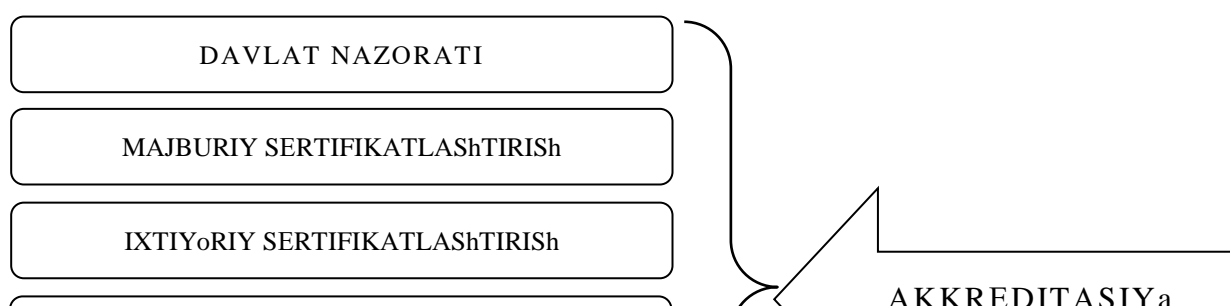 DAVLAT NAZORATI
MAJBURIY SERTIFIKATLAShTIRISh
IXTIYoRIY SERTIFIKATLAShTIRISh
AKKREDITASIYa